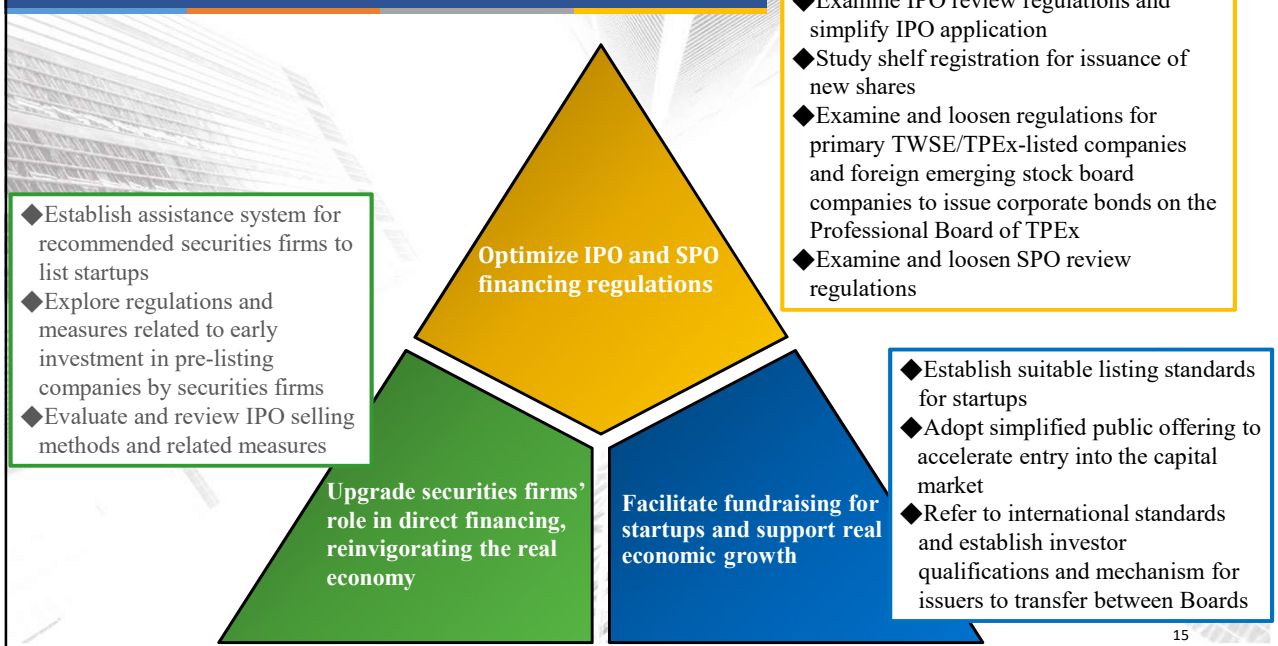 ◆Examine IPO review regulations and
simplify IPO application
◆Study shelf registration for issuance of
new shares
◆Examine and loosen regulations for
primary TWSE/TPEx-listed companies
and foreign emerging stock board
companies to issue corporate bonds on the
Professional Board of TPEx
◆Examine and loosen SPO review
regulations
◆Establish assistance system for
recommended securities firms to
list startups
◆Explore regulations and
measures related to early
investment in pre-listing
companies by securities firms
◆Evaluate and review IPO selling
methods and related measures
Optimize IPO and SPO
financing regulations
◆Establish suitable listing standards
for startups
◆Adopt simplified public offering to
accelerate entry into the capital
market
◆Refer to international standards
and establish investor
qualifications and mechanism for
issuers to transfer between Boards
Upgrade securities firms’
role in direct financing,
reinvigorating the real
economy
Facilitate fundraising for
startups and support real
economic growth
15